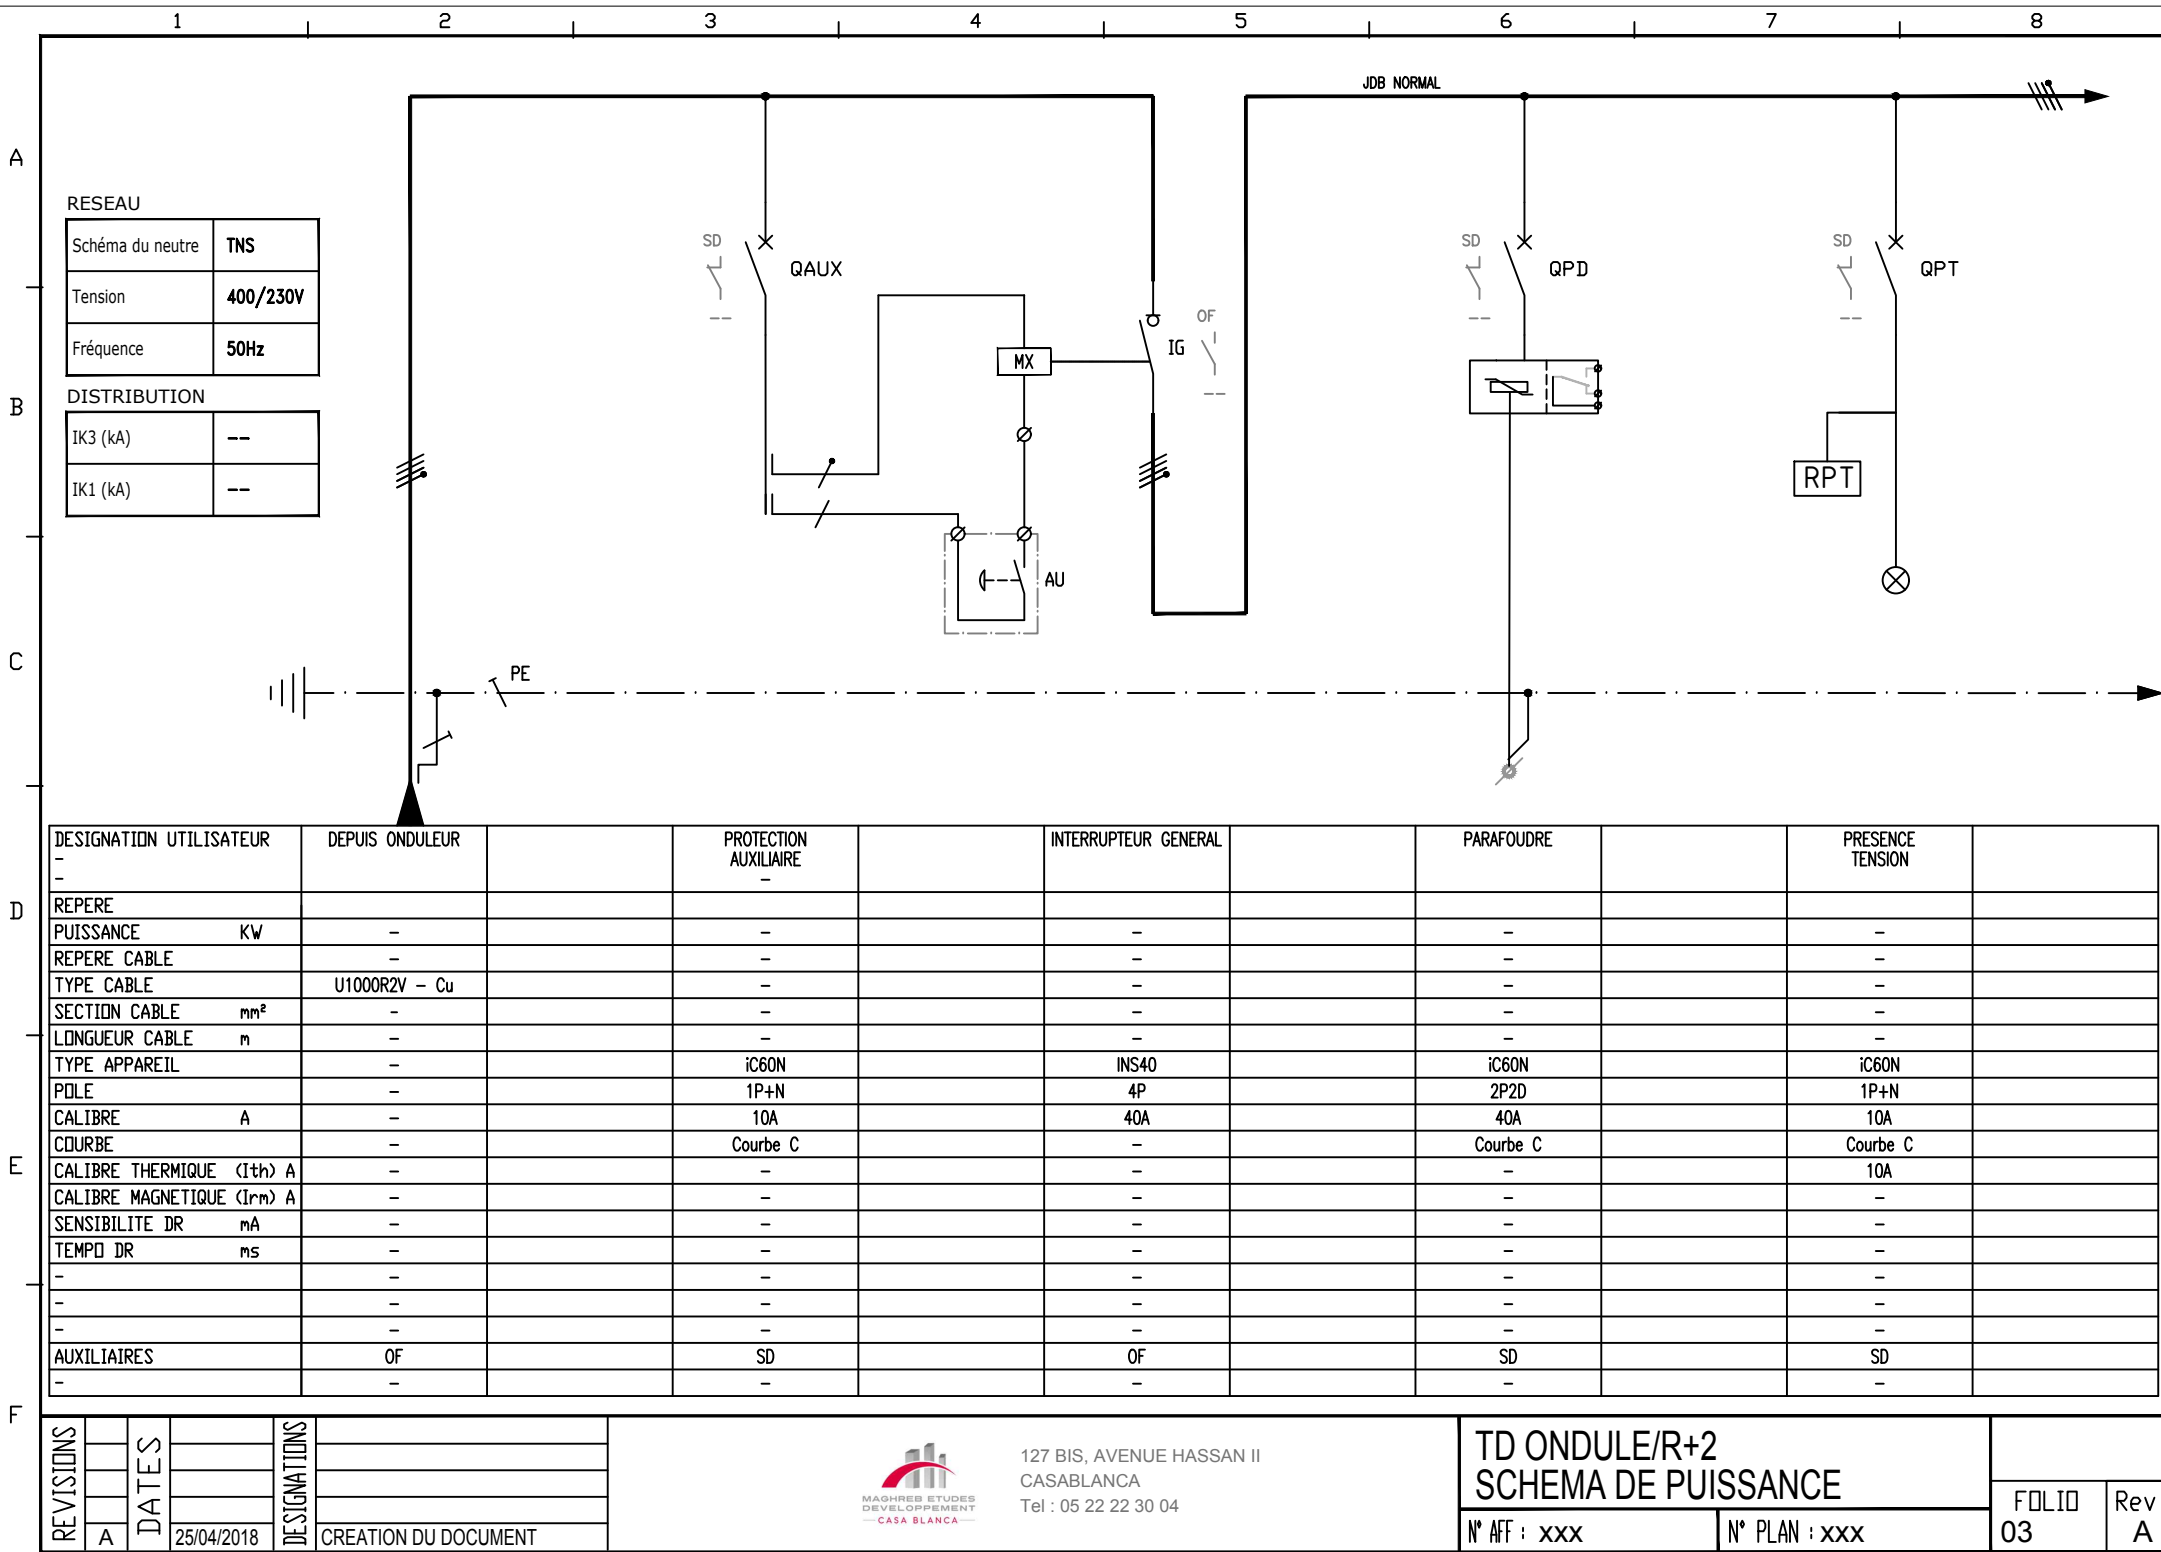 1 2 3 4 5 6 7 8
JDB NORMAL
A
RESEAU
Schéma du neutre TNS
Tension 400/230V
Fréquence 50Hz
SD
QAUX
SD
QPD
SD
QPT
--
--
--
OF
IG
--
MX
DISTRIBUTION
B
IK3 (kA) --
IK1 (kA) --
RPT
AU
C
PE
DESIGNATION UTILISATEUR DEPUIS ONDULEUR PROTECTION INTERRUPTEUR GENERAL PARAFOUDRE PRESENCE
- AUXILIAIRE TENSION
- -
D
REPERE
PUISSANCE KW - - - - -
REPERE CABLE - - - - -
TYPE CABLE U1000R2V - Cu - - - -
SECTION CABLE mm² - - - - -
LONGUEUR CABLE m - - - - -
TYPE APPAREIL - iC60N INS40 iC60N iC60N
POLE - 1P+N 4P 2P2D 1P+N
CALIBRE A - 10A 40A 40A 10A
COURBE - Courbe C - Courbe C Courbe C
E
CALIBRE THERMIQUE (Ith) A - - - - 10A
CALIBRE MAGNETIQUE (Irm) A - - - - -
SENSIBILITE DR mA - - - - -
TEMPO DR ms - - - - -
- - - - - -
- - - - - -
- - - - - -
AUXILIAIRES OF SD OF SD SD
- - - - - -
F
REVISIONS
A
DATES
25/04/2018
DESIGNATIONS
CREATION DU DOCUMENT
MAGHREB ETUDES
DEVELOPPEMENT
CASA BLANCA
127 BIS, AVENUE HASSAN II
CASABLANCA
Tel : 05 22 22 30 04
TD ONDULE/R+2
SCHEMA DE PUISSANCE
N° AFF : XXX
N° PLAN : XXX
FOLIO
03
Rev
A